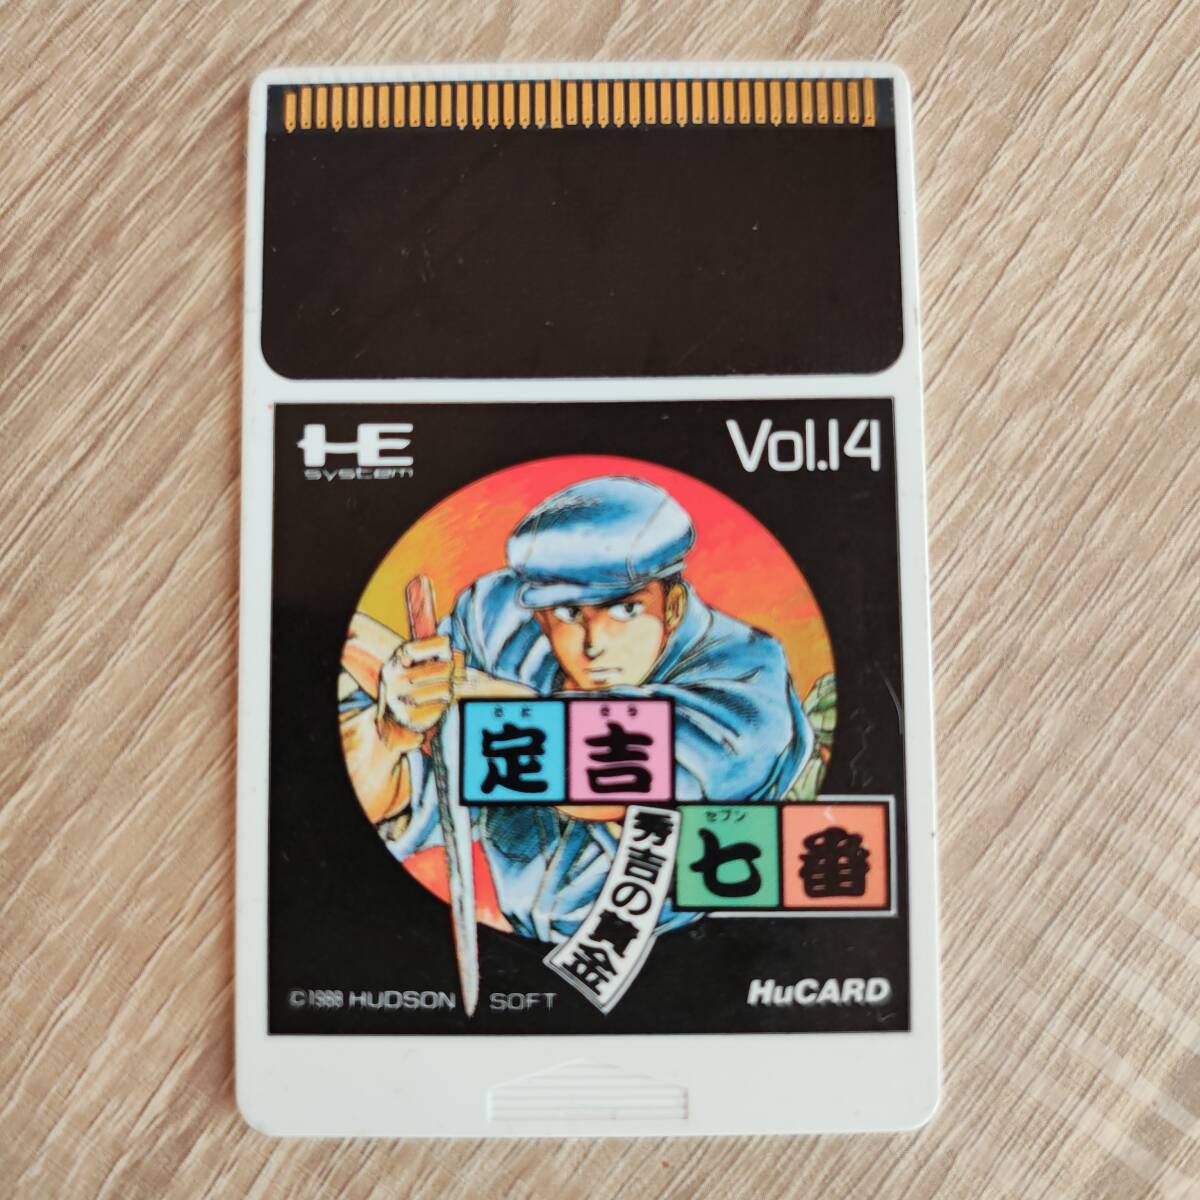 HE
system
Vol.14
さだ きち
定吉
セブン
七番
秀吉の黄金
©1988 HUDSON SOFT
HuCARD